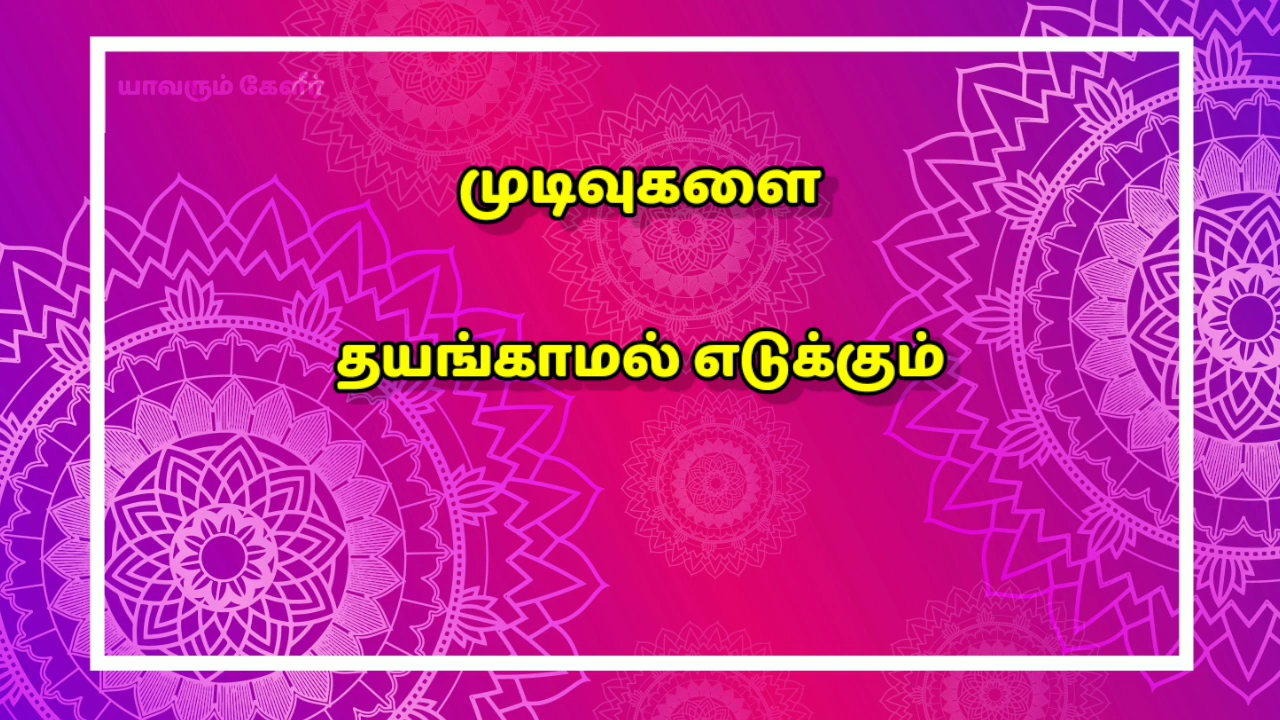 யாவரும் கேளிர்
முடிவுகளை
தயங்காமல் எடுக்கும்